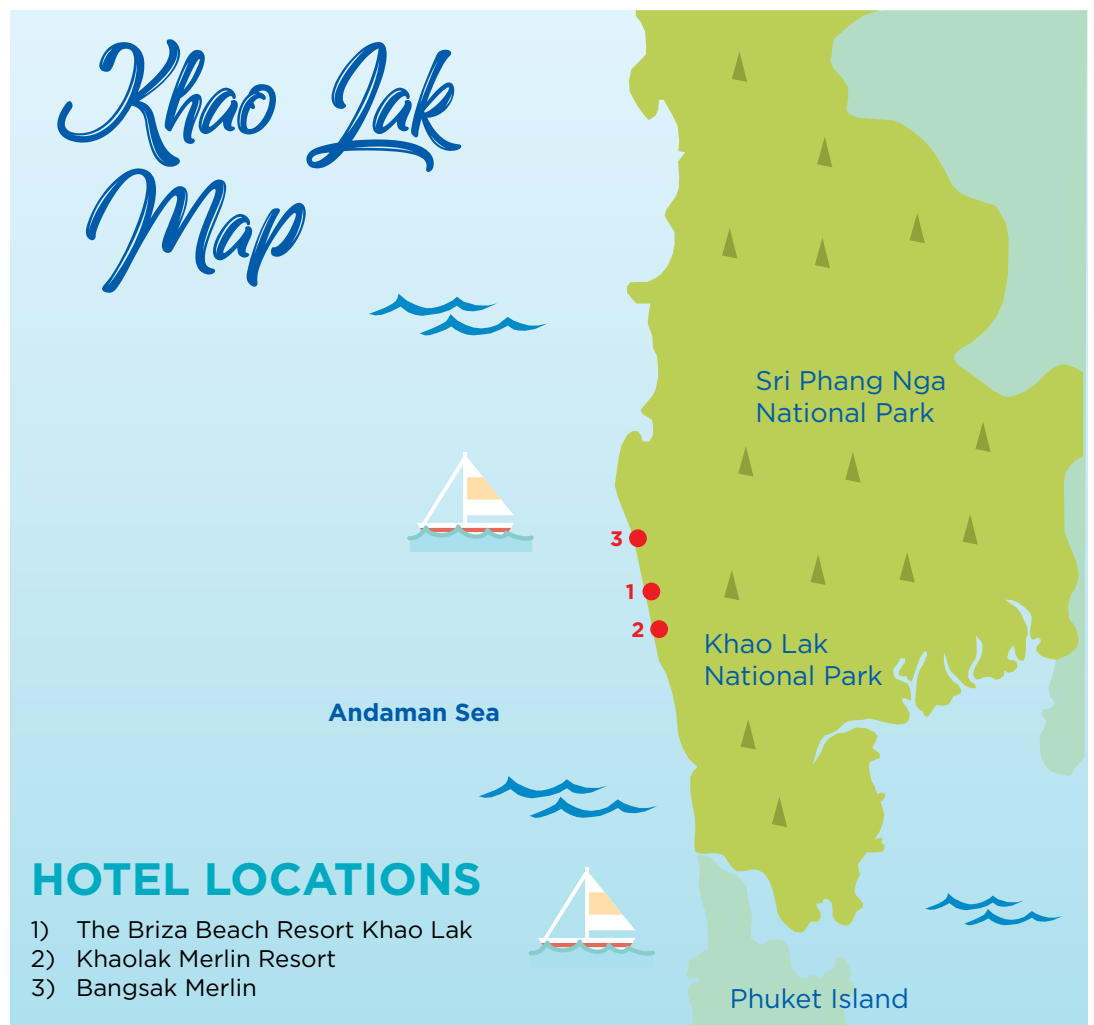 Khao Lak
Map
Sri Phang Nga
National Park
3
1
2
Khao Lak
National Park
Andaman Sea
HOTEL LOCATIONS
1) The Briza Beach Resort Khao Lak
2) Khaolak Merlin Resort
3) Bangsak Merlin
Phuket Island